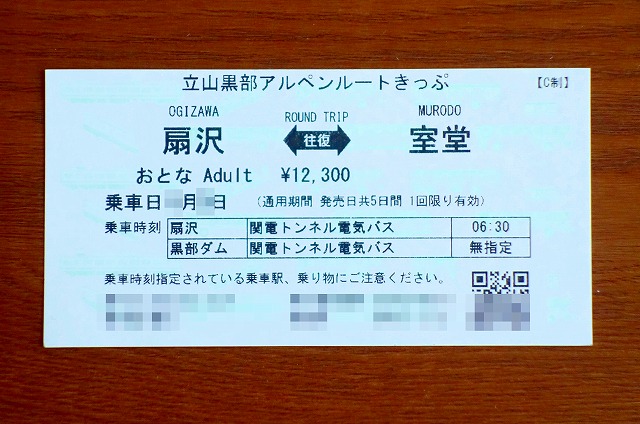 立山黒部アルペンルートきっぷ 【C制】
OGIZAWA ROUND TRIP MURODO
扇沢 往復 室堂
おとな Adult ¥12,300
乗車日 月 日 (通用期間 発売日共5日間 1回限り有効)
乗車時刻 扇沢 関電トンネル電気バス 06:30
黒部ダム 関電トンネル電気バス 無指定
乗車時刻指定されている乗車駅、乗り物にご注意ください。